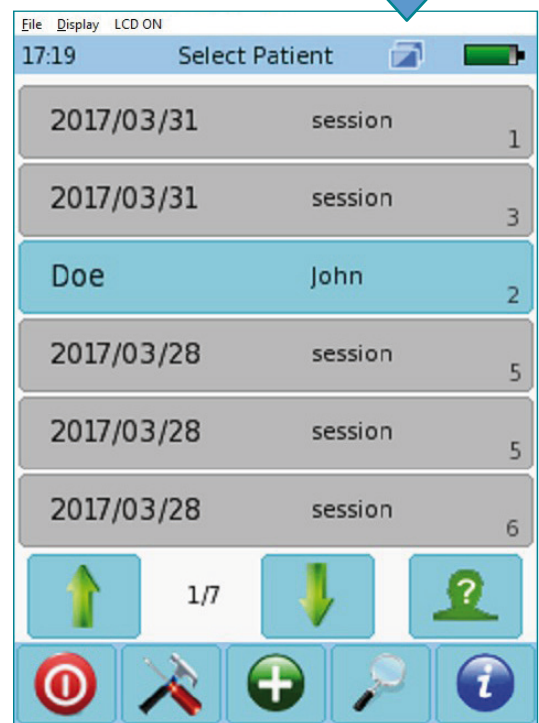 File Display LCD ON
17:19 Select Patient
2017/03/31 session 1
2017/03/31 session 3
Doe John 2
2017/03/28 session 5
2017/03/28 session 5
2017/03/28 session 6
1/7 ?
i